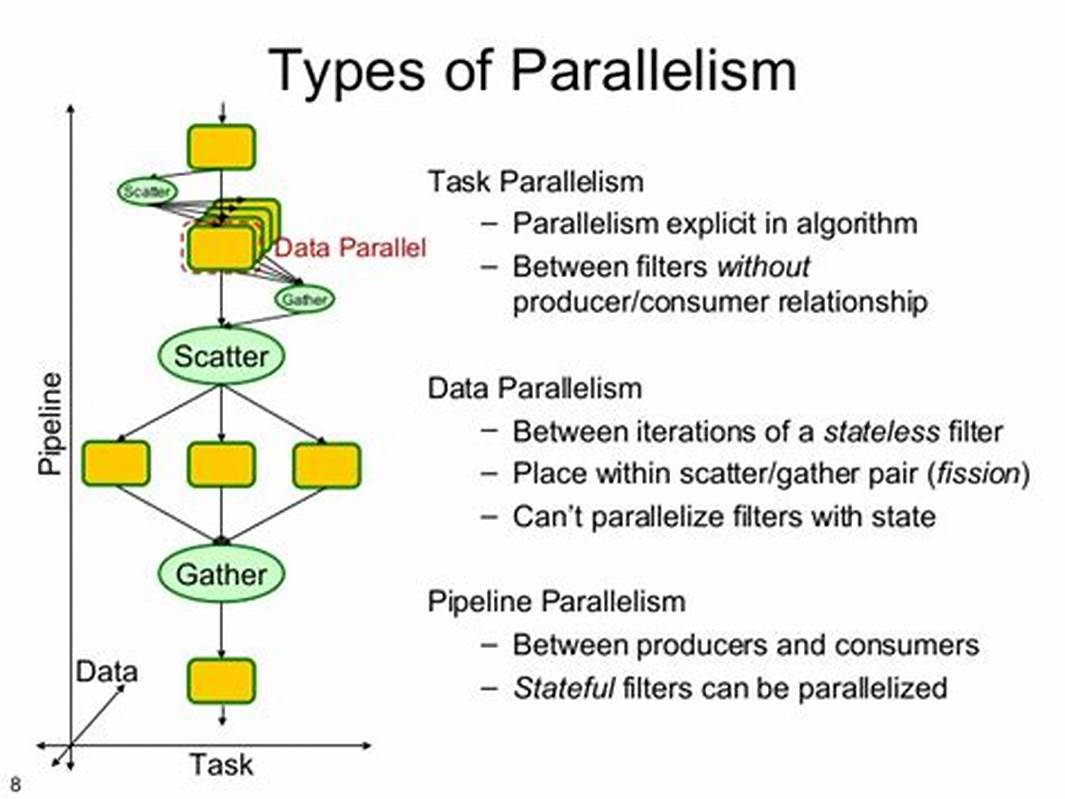 Types of Parallelism
Scatter
Data Parallel
Gather
Scatter
Pipeline
Gather
Data
Task
8
Task Parallelism
– Parallelism explicit in algorithm
– Between filters without
producer/consumer relationship
Data Parallelism
– Between iterations of a stateless filter
– Place within scatter/gather pair (fission)
– Can't parallelize filters with state
Pipeline Parallelism
– Between producers and consumers
– Stateful filters can be parallelized